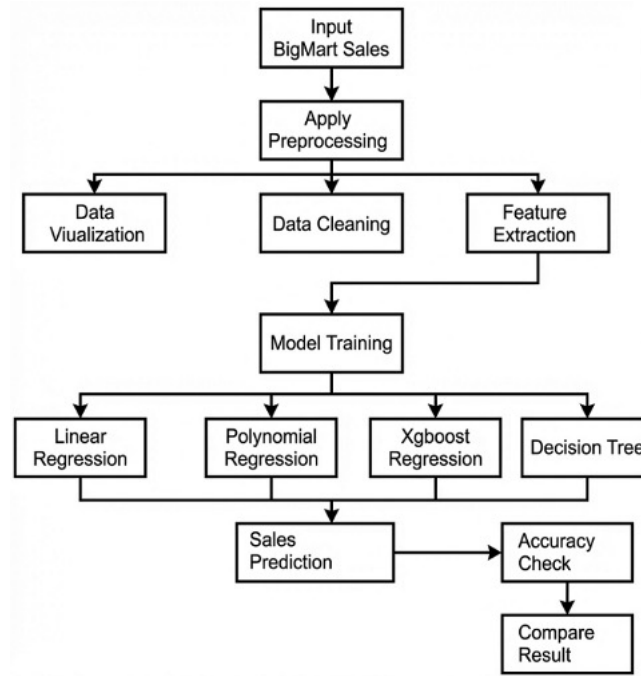 Input
BigMart Sales
Apply
Preprocessing
Data
Viualization
Data Cleaning
Feature
Extraction
Model Training
Linear
Regression
Polynomial
Regression
Xgboost
Regression
Decision Tree
Sales
Prediction
Accuracy
Check
Compare
Result